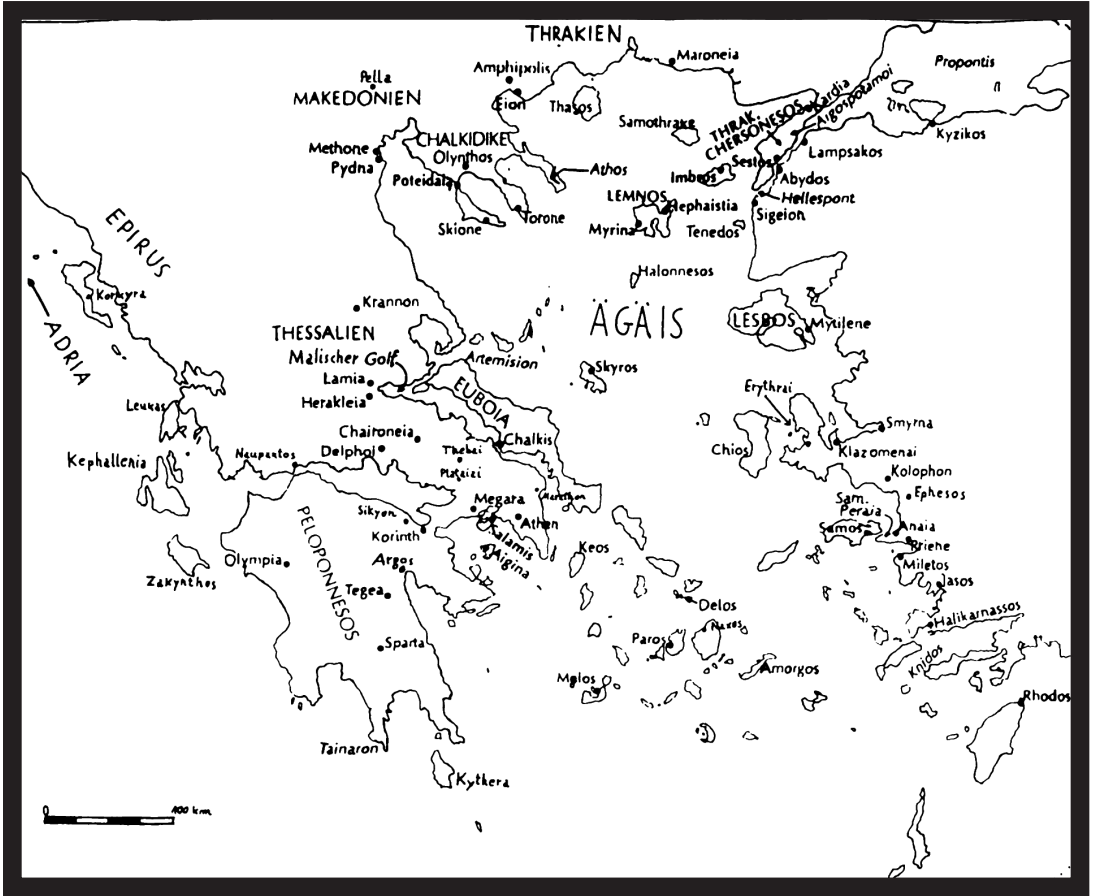 THRAKIEN
Maroneia
Propontis
Pella
MAKEDONIEN
Amphipolis
Eion
Thasos
Samothrake
THRAK.
CHERSONESOS
Kardia
Aigospotamoi
Kyzikos
Lampsakos
Sestos
Imbros
Abydos
Hellespont
Sigeion
Methone
Pydna
CHALKIDIKE
Olynthos
Poteidaia
Athos
Skione
Torone
LEMNOS
Hephaistia
Myrina
Tenedos
Halonnesos
EPIRUS
Korkyra
ADRIA
Krannon
THESSALIEN
Malischer Golf
Lamia
Herakleia
Artemision
ÄGÄIS
LESBOS
Mytilene
Skyros
EUBOIA
Leukas
Kephallenia
Naupaktos
Chaironeia
Delphoi
Thebai
Plataiai
Chalkis
Erythrai
Chios
Smyrna
Klazomenai
Kolophon
Ephesos
Sam.
Peraia
Samos
Anaia
Priene
Miletos
Jasos
Halikarnassos
Knidos
Rhodos
Marathon
Megara
Athen
Salamis
Aigina
Sikyon
Korinth
Argos
Tegea
Olympia
PELOPONNESOS
Sparta
Zakynthos
Keos
Delos
Naxos
Paros
Amorgos
Melos
Tainaron
Kythera
0 100 km